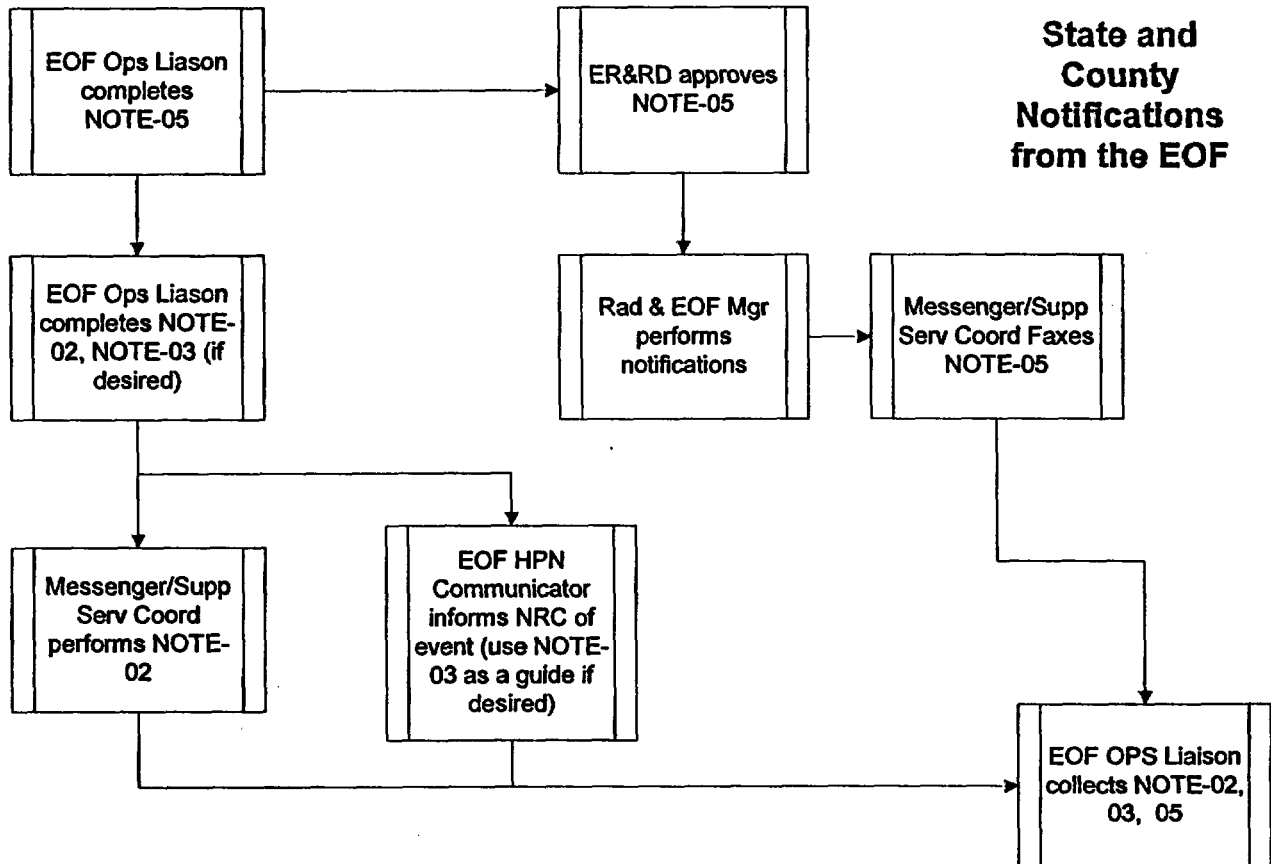 State and
County
Notifications
from the EOF
EOF Ops Liason
completes
NOTE-05
ER&RD approves
NOTE-05
EOF Ops Liason
completes NOTE-
02, NOTE-03 (if
desired)
Rad & EOF Mgr
performs
notifications
Messenger/Supp
Serv Coord Faxes
NOTE-05
Messenger/Supp
Serv Coord
performs NOTE-
02
EOF HPN
Communicator
informs NRC of
event (use NOTE-
03 as a guide if
desired)
EOF OPS Liaison
collects NOTE-02,
03, 05